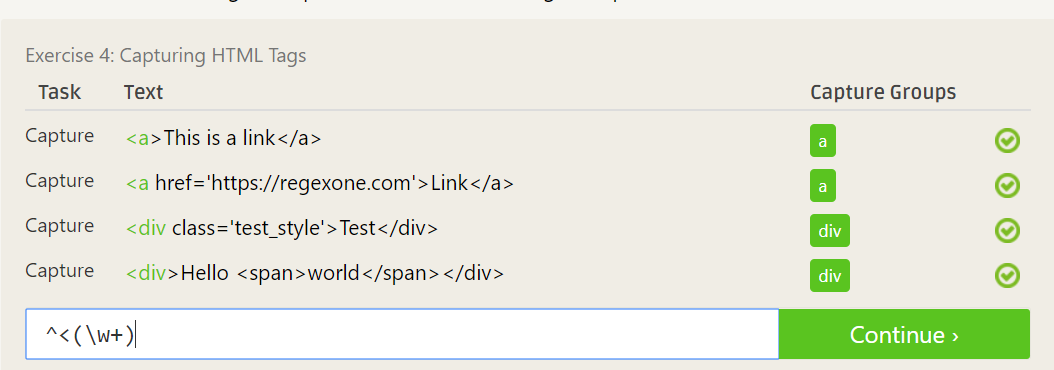 Exercise 4: Capturing HTML Tags
Task Text Capture Groups
Capture <a>This is a link</a> a
Capture <a href='https://regexone.com'>Link</a> a
Capture <div class='test_style'>Test</div> div
Capture <div>Hello <span>world</span></div> div
^<(\w+) Continue ›